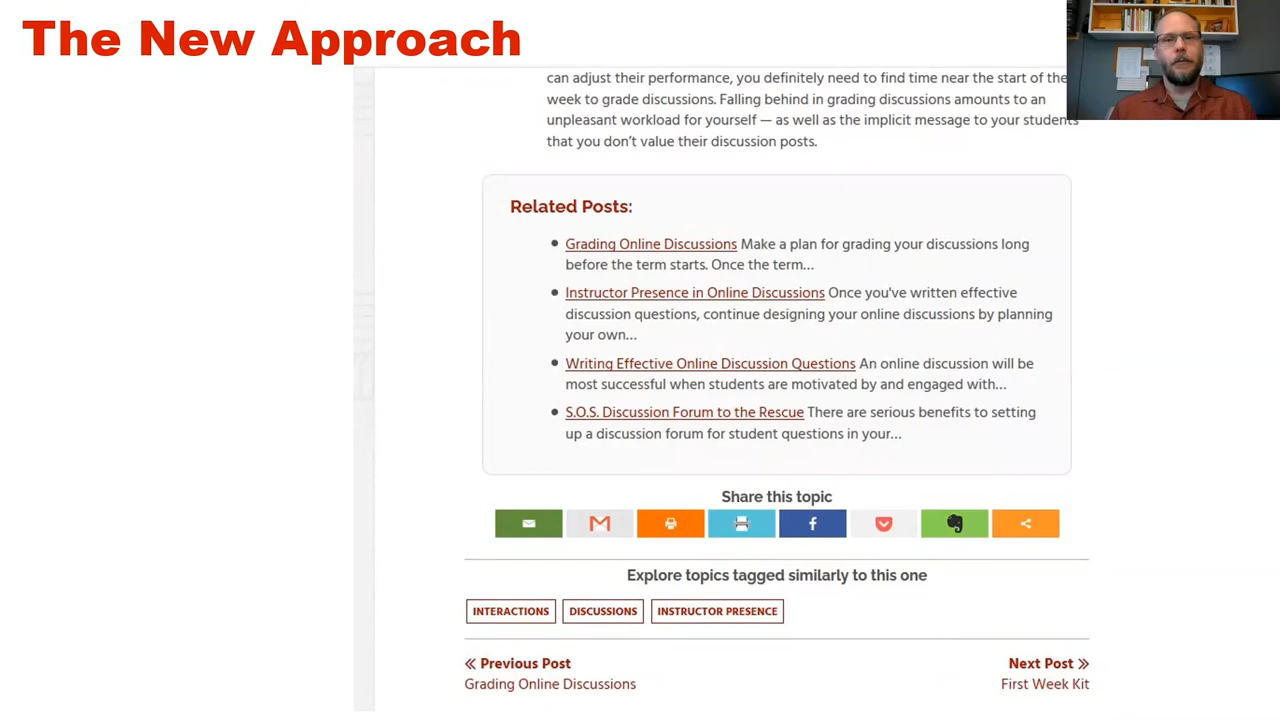 The New Approach
can adjust their performance, you definitely need to find time near the start of the
week to grade discussions. Falling behind in grading discussions amounts to an
unpleasant workload for yourself — as well as the implicit message to your students
that you don't value their discussion posts.
Related Posts:
Grading Online Discussions Make a plan for grading your discussions long
before the term starts. Once the term...
Instructor Presence in Online Discussions Once you've written effective
discussion questions, continue designing your online discussions by planning
your own...
Writing Effective Online Discussion Questions An online discussion will be
most successful when students are motivated by and engaged with...
S.O.S. Discussion Forum to the Rescue There are serious benefits to setting
up a discussion forum for student questions in your...
Share this topic
Explore topics tagged similarly to this one
INTERACTIONS DISCUSSIONS INSTRUCTOR PRESENCE
« Previous Post
Grading Online Discussions
Next Post »
First Week Kit